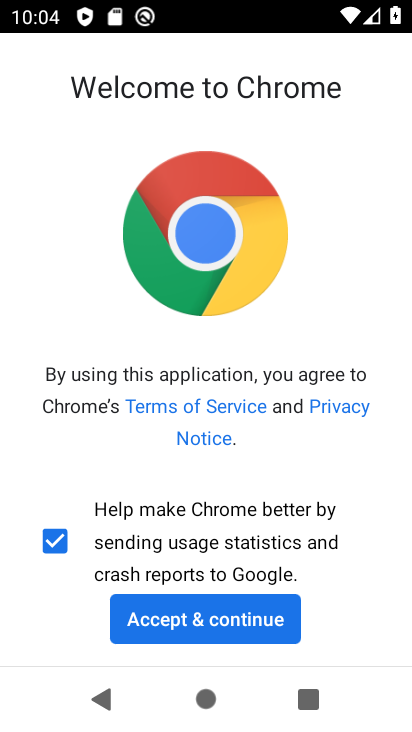 10:04
Welcome to Chrome
By using this application, you agree to
Chrome’s Terms of Service and Privacy
Notice.
Help make Chrome better by
sending usage statistics and
crash reports to Google.
Accept & continue